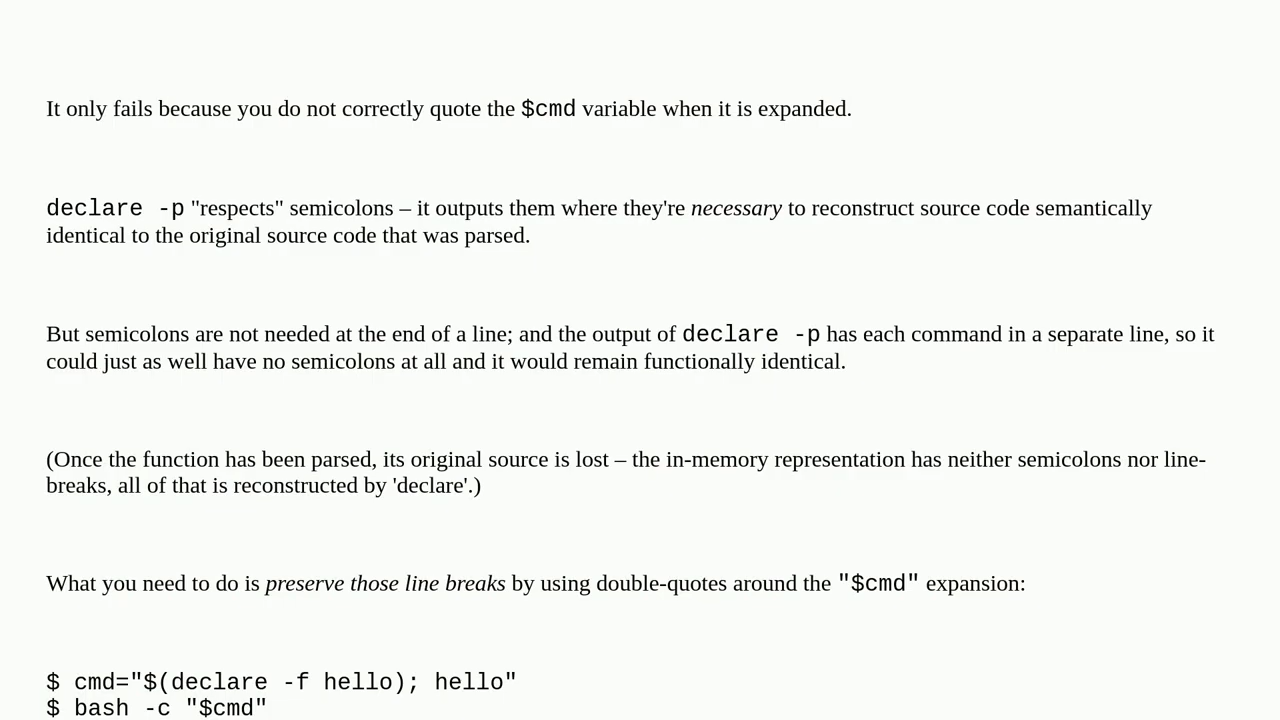 It only fails because you do not correctly quote the $cmd variable when it is expanded.
declare -p "respects" semicolons – it outputs them where they're necessary to reconstruct source code semantically
identical to the original source code that was parsed.
But semicolons are not needed at the end of a line; and the output of declare -p has each command in a separate line, so it
could just as well have no semicolons at all and it would remain functionally identical.
(Once the function has been parsed, its original source is lost – the in-memory representation has neither semicolons nor line-
breaks, all of that is reconstructed by 'declare'.)
What you need to do is preserve those line breaks by using double-quotes around the "$cmd" expansion:
$ cmd="$(declare -f hello); hello"
$ bash -c "$cmd"